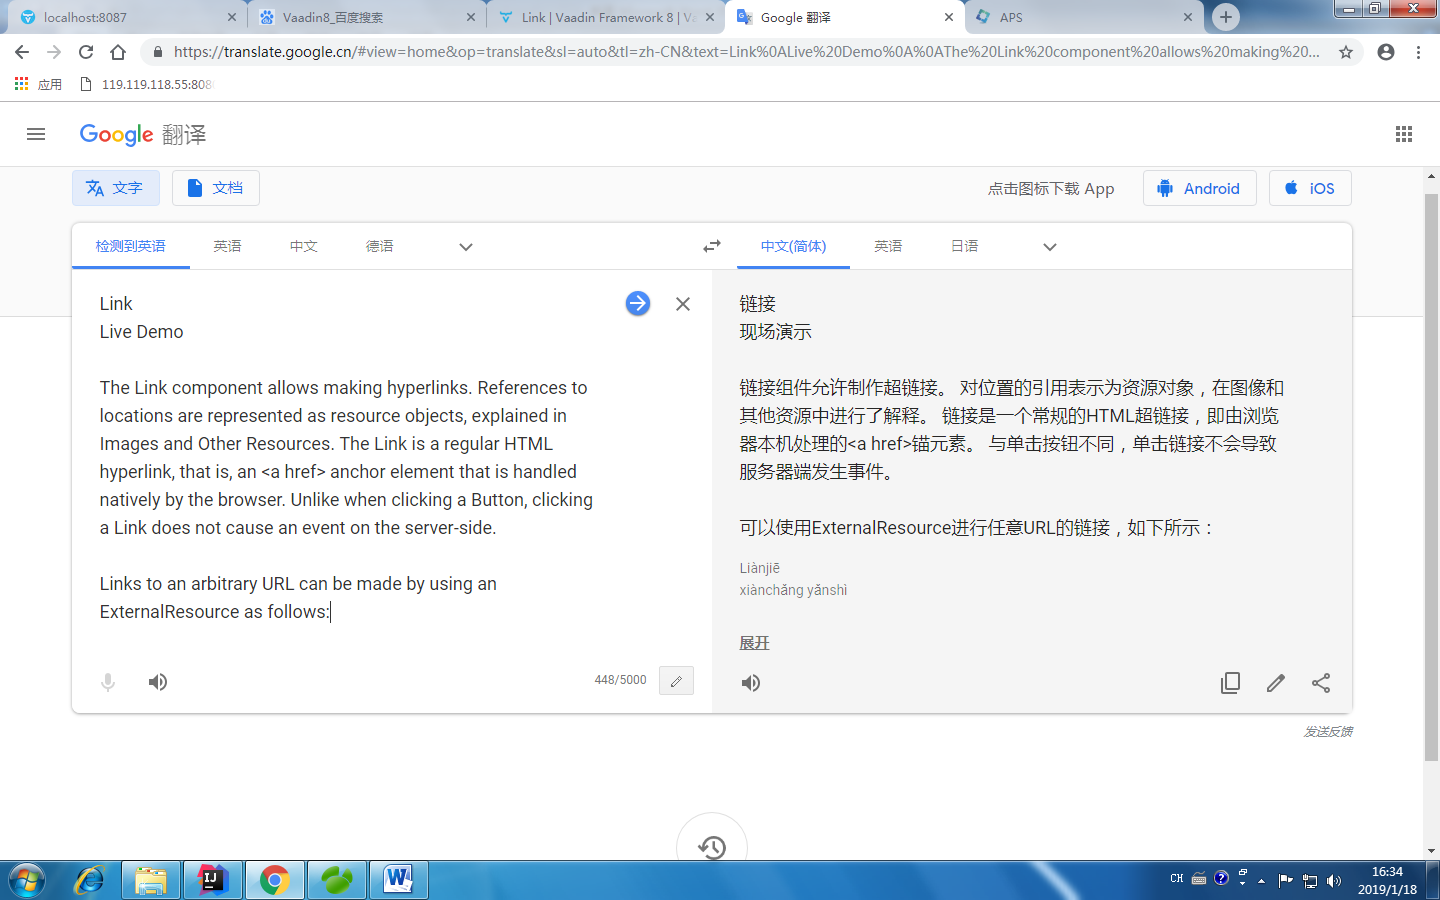 localhost:8087
Vaadin8_百度搜索
Link | Vaadin Framework 8 | Va
Google 翻译
APS
https://translate.google.cn/#view=home&op=translate&sl=auto&tl=zh-CN&text=Link%0ALive%20Demo%0A%0AThe%20Link%20component%20allows%20making%20...
应用
119.119.118.55:808
Google 翻译
文字
文档
点击图标下载 App
Android
iOS
检测到英语
英语
中文
德语
中文(简体)
英语
日语
Link
Live Demo
The Link component allows making hyperlinks. References to
locations are represented as resource objects, explained in
Images and Other Resources. The Link is a regular HTML
hyperlink, that is, an <a href> anchor element that is handled
natively by the browser. Unlike when clicking a Button, clicking
a Link does not cause an event on the server-side.
Links to an arbitrary URL can be made by using an
ExternalResource as follows:
448/5000
链接
现场演示
链接组件允许制作超链接。 对位置的引用表示为资源对象，在图像和
其他资源中进行了解释。 链接是一个常规的HTML超链接，即由浏览
器本机处理的<a href>锚元素。 与单击按钮不同，单击链接不会导致
服务器端发生事件。
可以使用ExternalResource进行任意URL的链接，如下所示：
Liànjiē
xiànchǎng yǎnshì
展开
发送反馈
CH
16:34
2019/1/18